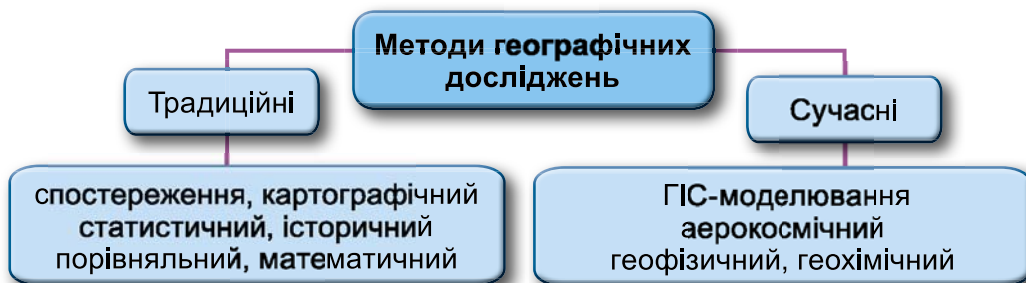 Методи географічних
досліджень
Традиційні
Сучасні
спостереження, картографічний
статистичний, історичний
порівняльний, математичний
ГІС-моделювання
аерокосмічний
геофізичний, геохімічний